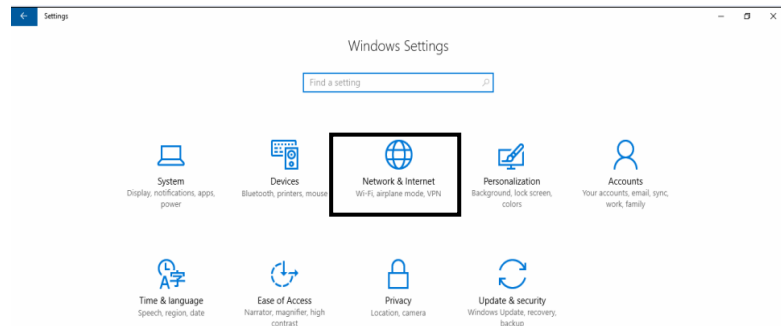 Settings
Windows Settings
Find a setting
System
Display, notifications, apps,
power
Devices
Bluetooth, printers, mouse
Network & Internet
Wi-Fi, airplane mode, VPN
Personalization
Background, lock screen,
colors
Accounts
Your accounts, email, sync,
work, family
Time & language
Speech, region, date
Ease of Access
Narrator, magnifier, high
contrast
Privacy
Location, camera
Update & security
Windows Update, recovery,
backup